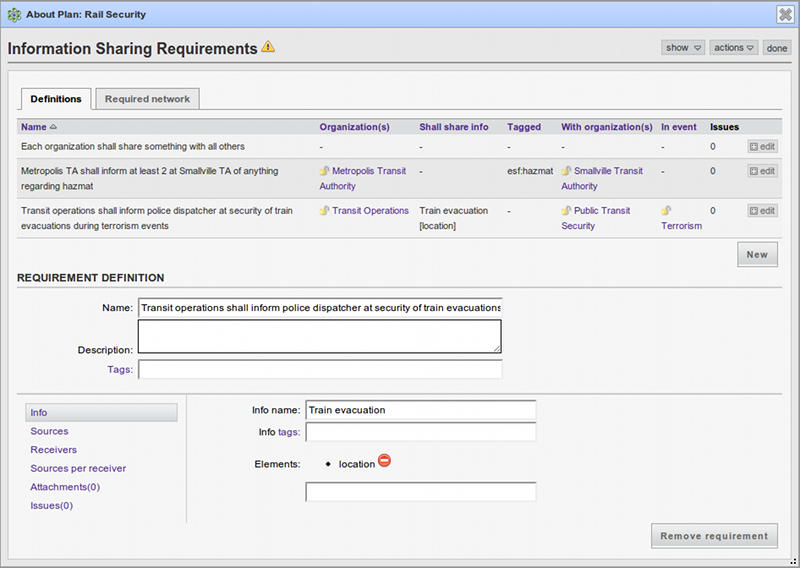 About Plan: Rail Security
Information Sharing Requirements
show actions done
Definitions Required network
Name Organization(s) Shall share info Tagged With organization(s) In event Issues
Each organization shall share something with all others - - - - - 0 edit
Metropolis TA shall inform at least 2 at Smallville TA of anything Metropolis Transit - esf:hazmat Smallville Transit - 0 edit
regarding hazmat Authority Authority
Transit operations shall inform police dispatcher at security of train Transit Operations Train evacuation - Public Transit 0 edit
evacuations during terrorism events [location] Security Terrorism
New
REQUIREMENT DEFINITION
Name: Transit operations shall inform police dispatcher at security of train evacuations
Description:
Tags:
Info Info name: Train evacuation
Sources Info tags:
Receivers
Sources per receiver Elements: • location
Attachments(0)
Issues(0)
Remove requirement